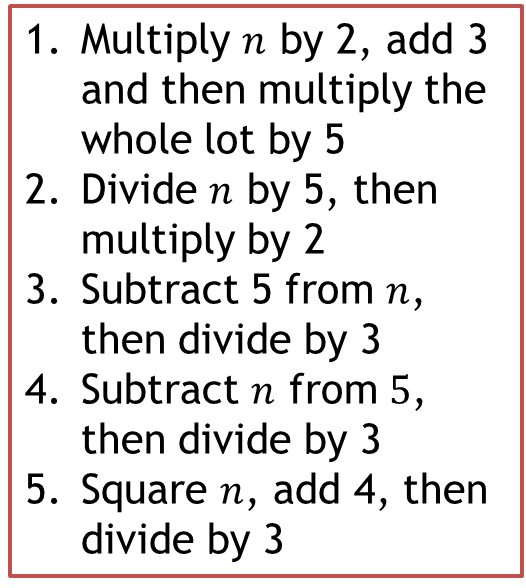 1. Multiply n by 2, add 3
and then multiply the
whole lot by 5
2. Divide n by 5, then
multiply by 2
3. Subtract 5 from n,
then divide by 3
4. Subtract n from 5,
then divide by 3
5. Square n, add 4, then
divide by 3